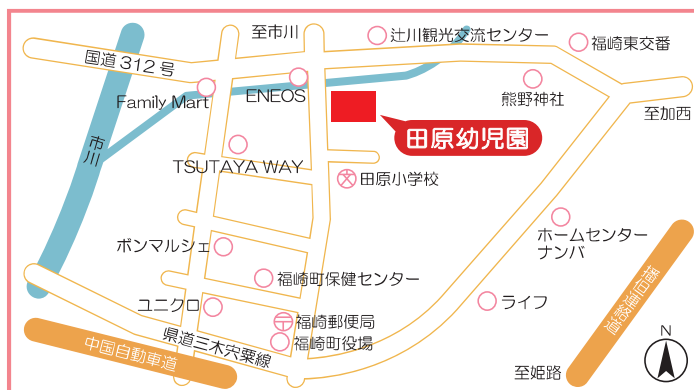 至市川
辻川観光交流センター
福崎東交番
国道312号
Family Mart
ENEOS
熊野神社
至加西
田原幼児園
市川
TSUTAYA WAY
田原小学校
ボンマルシェ
ホームセンター
ナンバ
福崎町保健センター
播但連絡道
ユニクロ
ライフ
福崎郵便局
福崎町役場
県道三木宍粟線
中国自動車道
至姫路
N